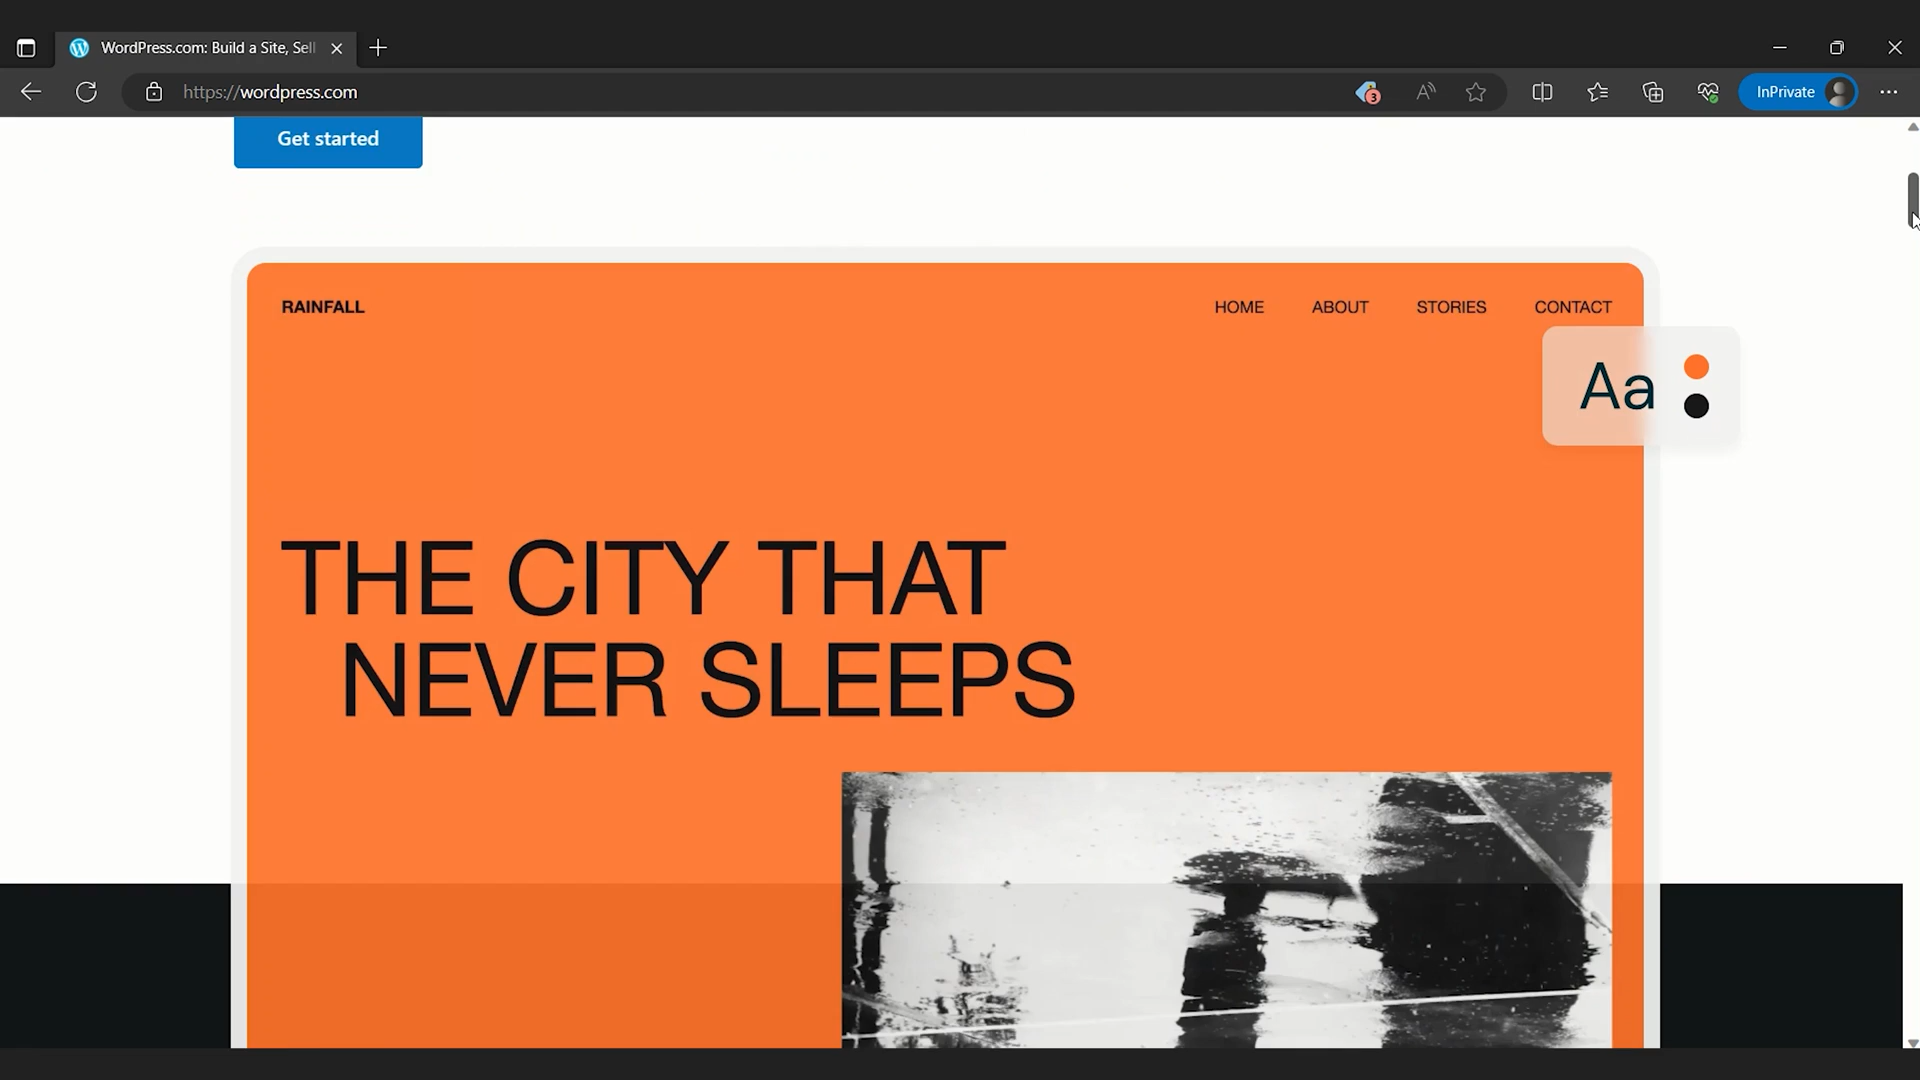 WordPress.com: Build a Site, Sell
https://wordpress.com
3
InPrivate
Get started
RAINFALL
HOME ABOUT STORIES CONTACT
Aa
THE CITY THAT
NEVER SLEEPS